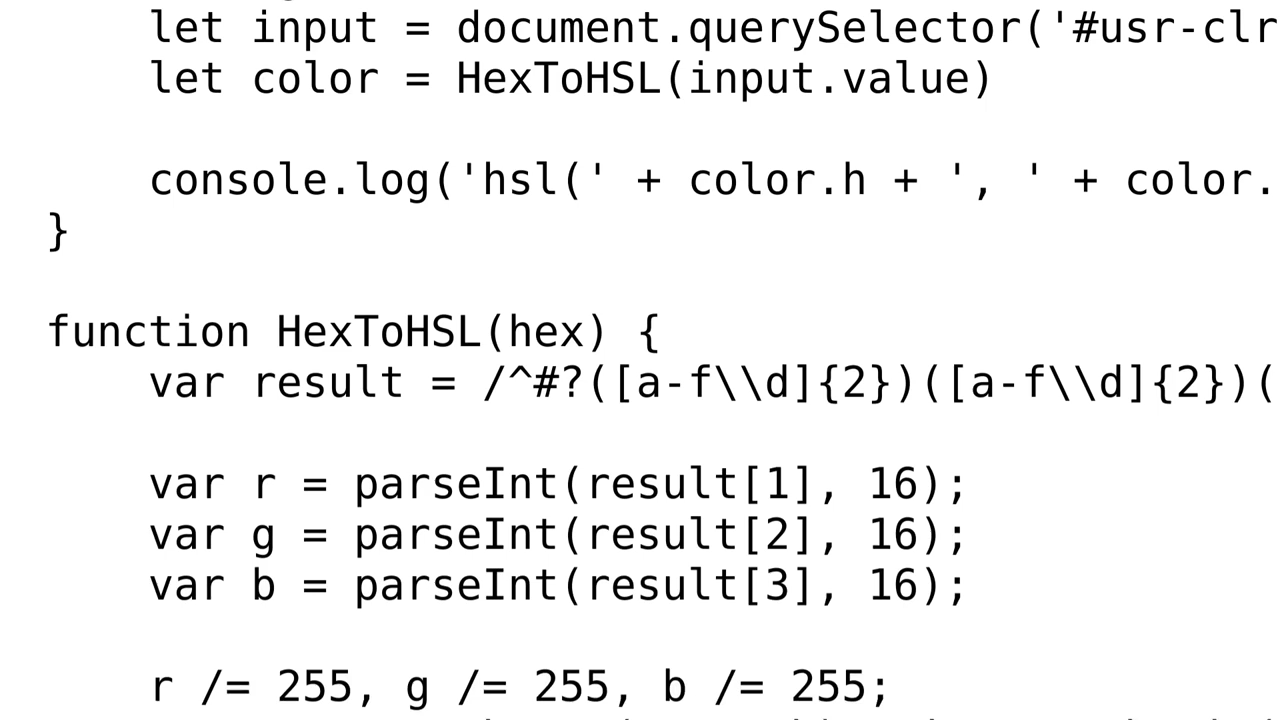 let input = document.querySelector('#usr-clr
let color = HexToHSL(input.value)
console.log('hsl(' + color.h + ', ' + color.
}
function HexToHSL(hex) {
var result = /^#?([a-f\\d]{2})([a-f\\d]{2})(
var r = parseInt(result[1], 16);
var g = parseInt(result[2], 16);
var b = parseInt(result[3], 16);
r /= 255, g /= 255, b /= 255;